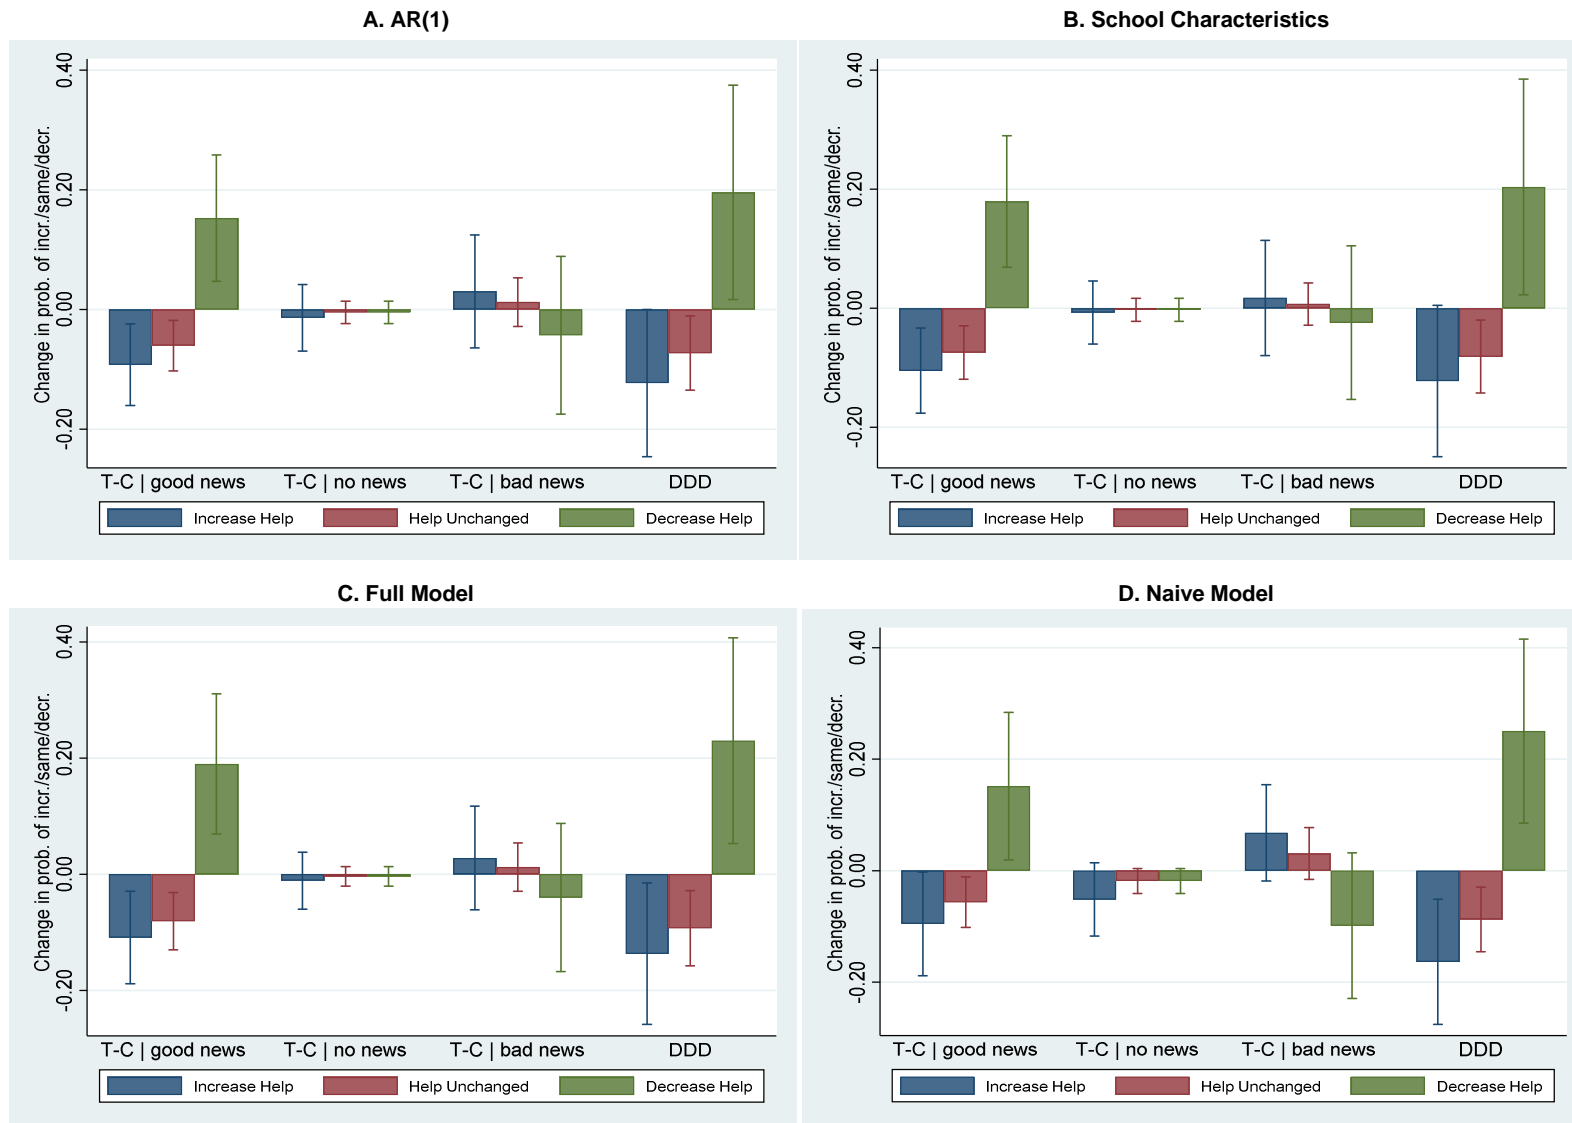 A. AR(1)
Change in prob. of incr./same/decr.
0.40
0.20
0.00
-0.20
T-C | good news
T-C | no news
T-C | bad news
DDD
Increase Help
Help Unchanged
Decrease Help
B. School Characteristics
Change in prob. of incr./same/decr.
0.40
0.20
0.00
-0.20
T-C | good news
T-C | no news
T-C | bad news
DDD
Increase Help
Help Unchanged
Decrease Help
C. Full Model
Change in prob. of incr./same/decr.
0.40
0.20
0.00
-0.20
T-C | good news
T-C | no news
T-C | bad news
DDD
Increase Help
Help Unchanged
Decrease Help
D. Naive Model
Change in prob. of incr./same/decr.
0.40
0.20
0.00
-0.20
T-C | good news
T-C | no news
T-C | bad news
DDD
Increase Help
Help Unchanged
Decrease Help